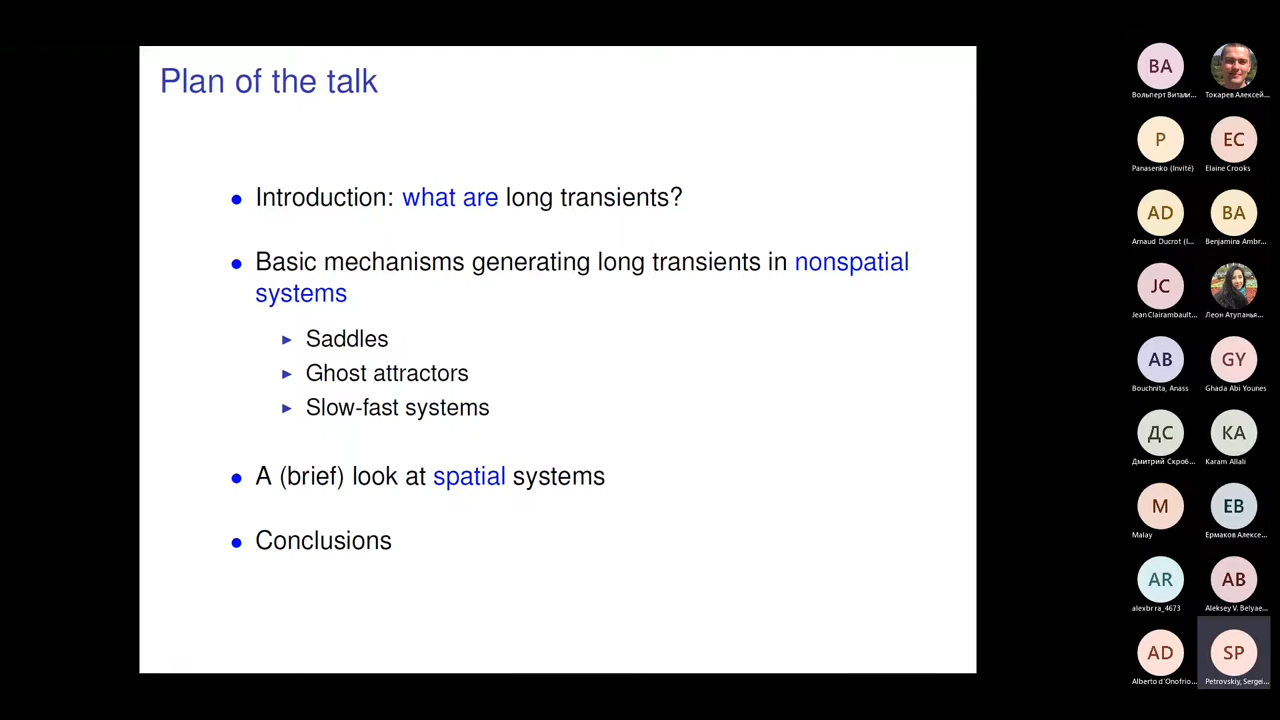 Plan of the talk
Introduction: what are long transients?
Basic mechanisms generating long transients in nonspatial
systems
Saddles
Ghost attractors
Slow-fast systems
A (brief) look at spatial systems
Conclusions
BA
Вольперт Витали...
Токарев Алексей...
P
EC
Panasenko (Invité)
Elaine Crooks
AD
BA
Arnaud Ducrot (I...
Benjamina Ambr...
JC
Jean Clairambault...
Леон Атупанья...
AB
GY
Bouchnita, Anass
Ghada Abi Younes
ДС
KA
Дмитрий Скроб...
Karam Allali
M
ЕВ
Malay
Ермаков Алексе...
AR
AB
alexbr ra_4673
Aleksey V. Belyae...
AD
SP
Alberto d'Onofrio...
Petrovskiy, Sergei...